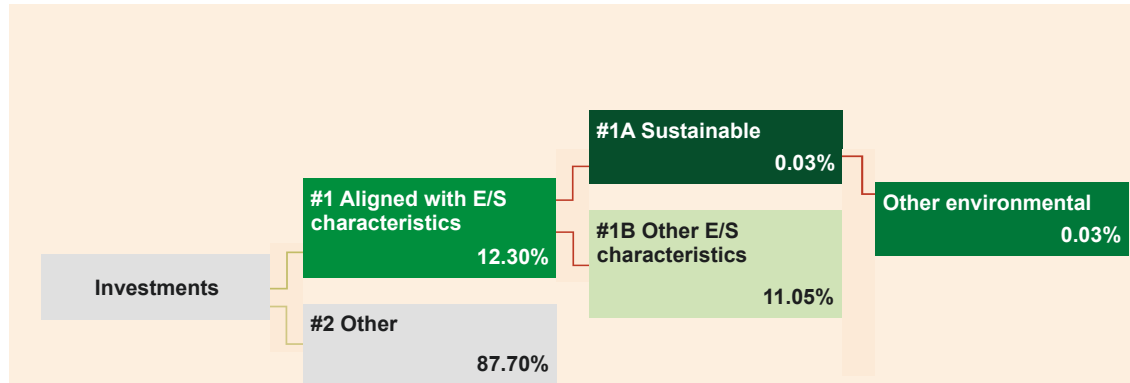 #1A Sustainable
0.03%
#1 Aligned with E/S
characteristics
12.30%
Other environmental
0.03%
#1B Other E/S
characteristics
11.05%
Investments
#2 Other
87.70%